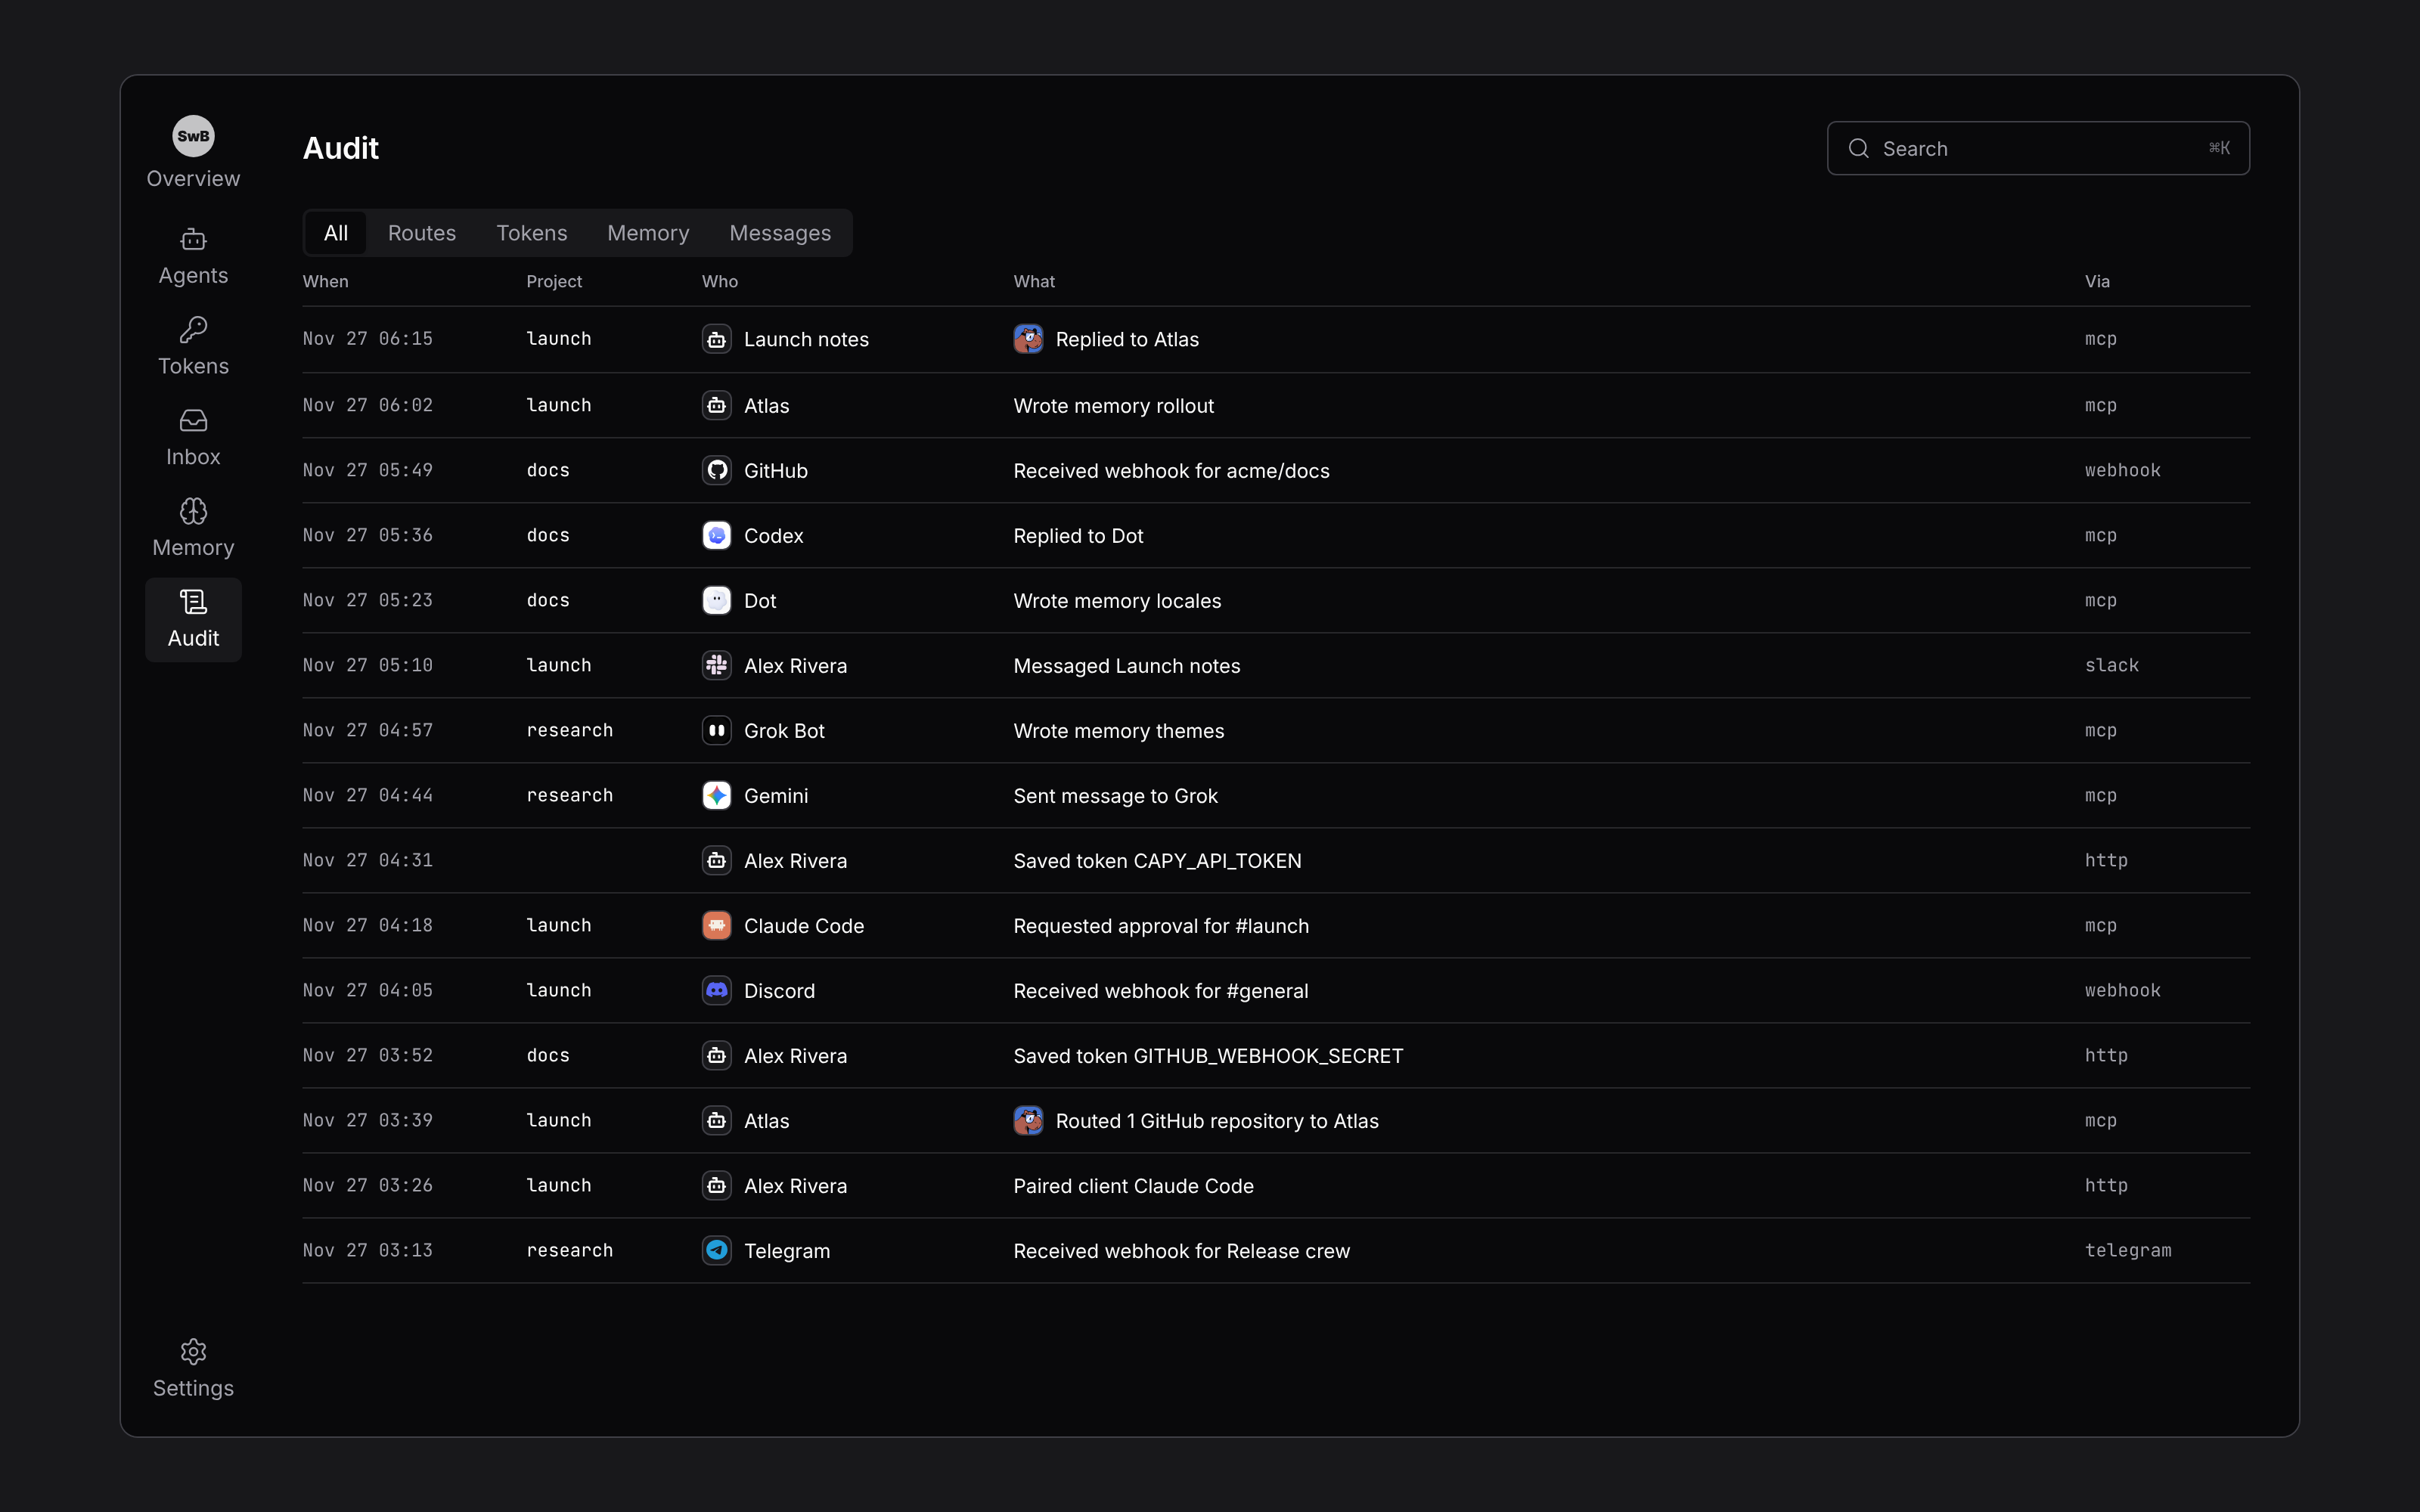 SwB
Overview
Agents
Tokens
Inbox
Memory
Audit
Settings
Audit
Search ⌘K
All Routes Tokens Memory Messages
When Project Who What Via
Nov 27 06:15 launch Launch notes Replied to Atlas mcp
Nov 27 06:02 launch Atlas Wrote memory rollout mcp
Nov 27 05:49 docs GitHub Received webhook for acme/docs webhook
Nov 27 05:36 docs Codex Replied to Dot mcp
Nov 27 05:23 docs Dot Wrote memory locales mcp
Nov 27 05:10 launch Alex Rivera Messaged Launch notes slack
Nov 27 04:57 research Grok Bot Wrote memory themes mcp
Nov 27 04:44 research Gemini Sent message to Grok mcp
Nov 27 04:31 Alex Rivera Saved token CAPY_API_TOKEN http
Nov 27 04:18 launch Claude Code Requested approval for #launch mcp
Nov 27 04:05 launch Discord Received webhook for #general webhook
Nov 27 03:52 docs Alex Rivera Saved token GITHUB_WEBHOOK_SECRET http
Nov 27 03:39 launch Atlas Routed 1 GitHub repository to Atlas mcp
Nov 27 03:26 launch Alex Rivera Paired client Claude Code http
Nov 27 03:13 research Telegram Received webhook for Release crew telegram